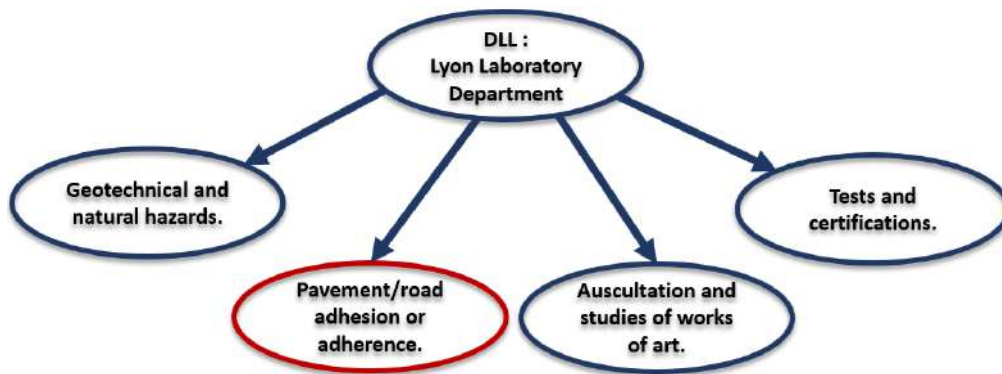 DLL :
Lyon Laboratory
Department
Geotechnical and
natural hazards.
Tests and
certifications.
Pavement/road
adhesion or
adherence.
Auscultation and
studies of works
of art.